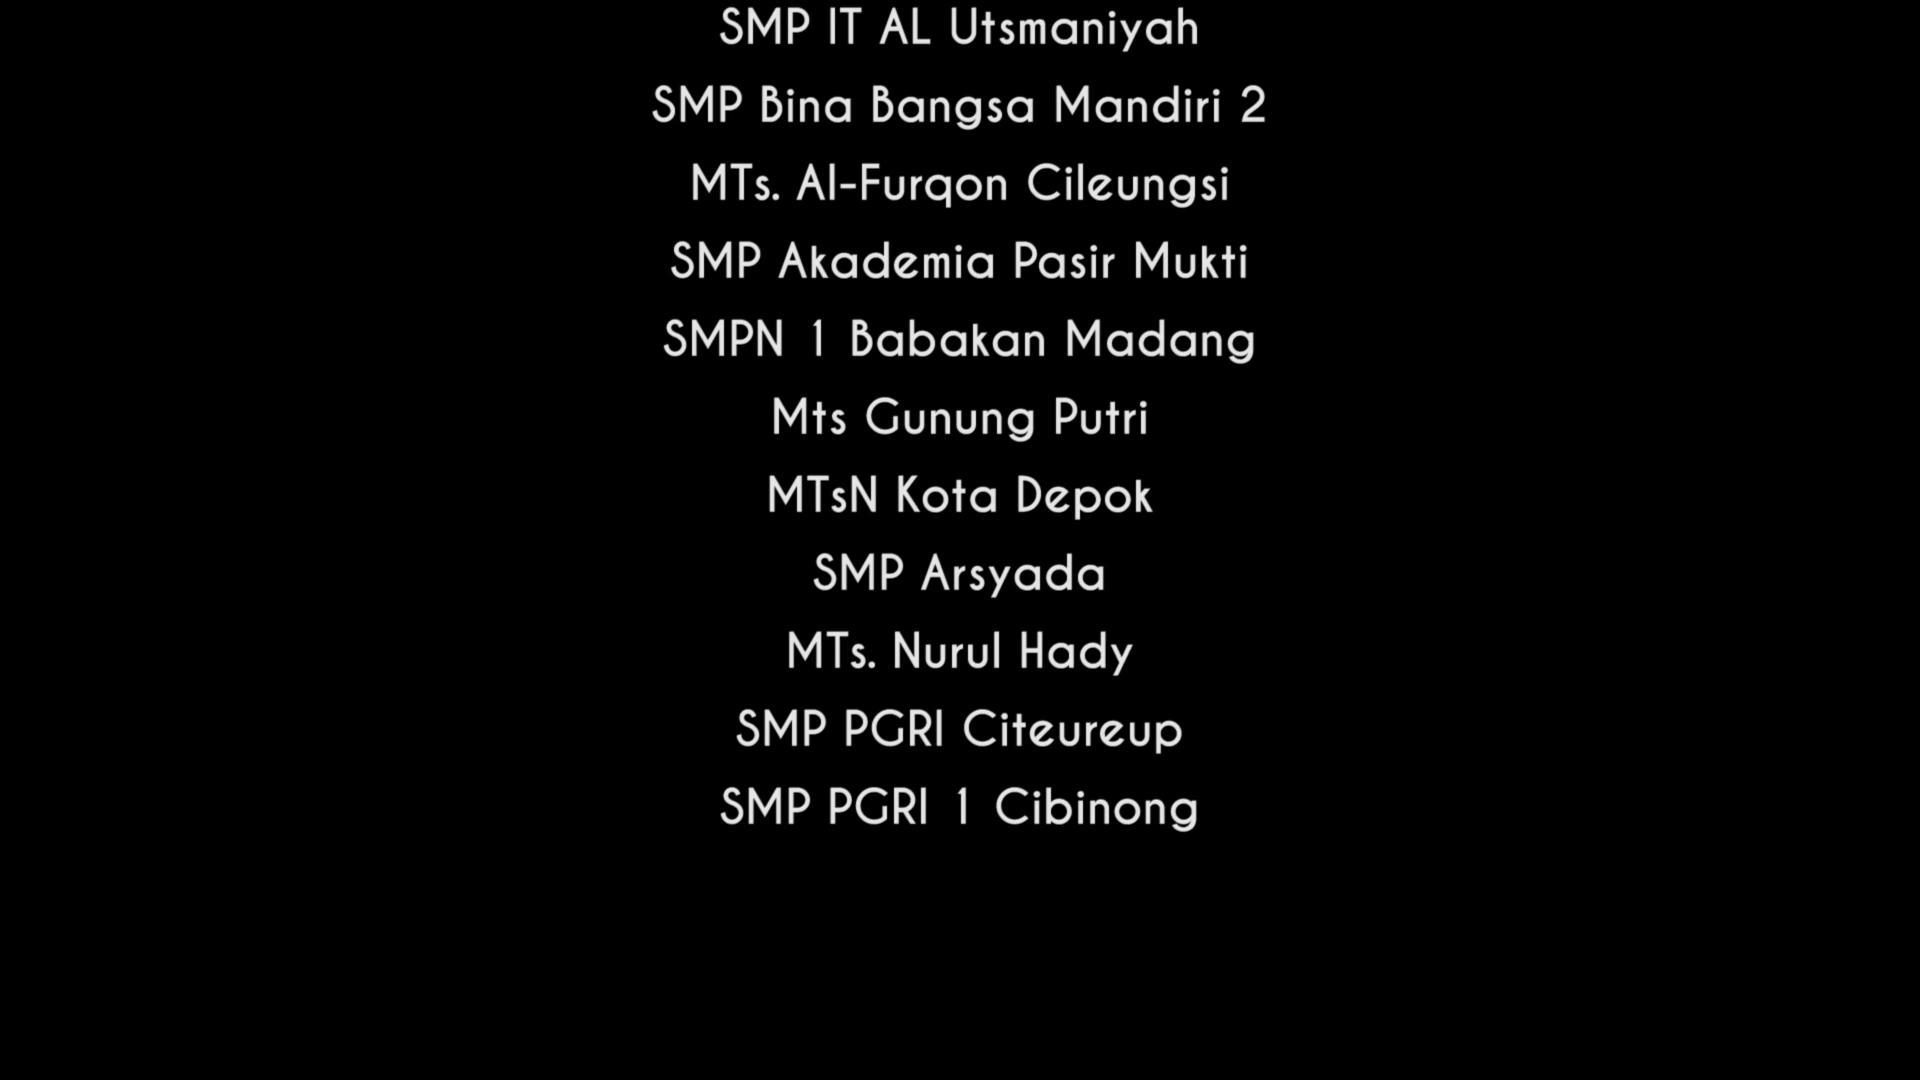 SMP IT AL Utsmaniyah
SMP Bina Bangsa Mandiri 2
MTs. Al-Furqon Cileungsi
SMP Akademia Pasir Mukti
SMPN 1 Babakan Madang
Mts Gunung Putri
MTsN Kota Depok
SMP Arsyada
MTs. Nurul Hady
SMP PGRI Citeureup
SMP PGRI 1 Cibinong